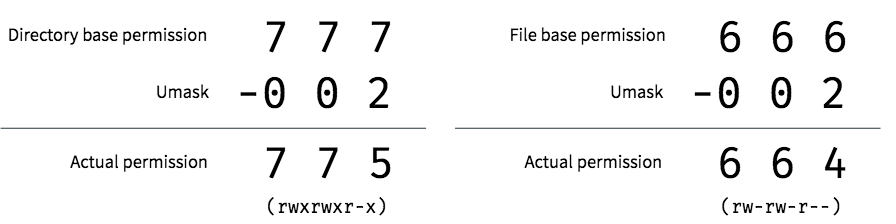 Directory base permission 7 7 7
Umask -0 0 2
Actual permission 7 7 5
(rwxrwxr-x)
File base permission 6 6 6
Umask -0 0 2
Actual permission 6 6 4
(rw-rw-r--)